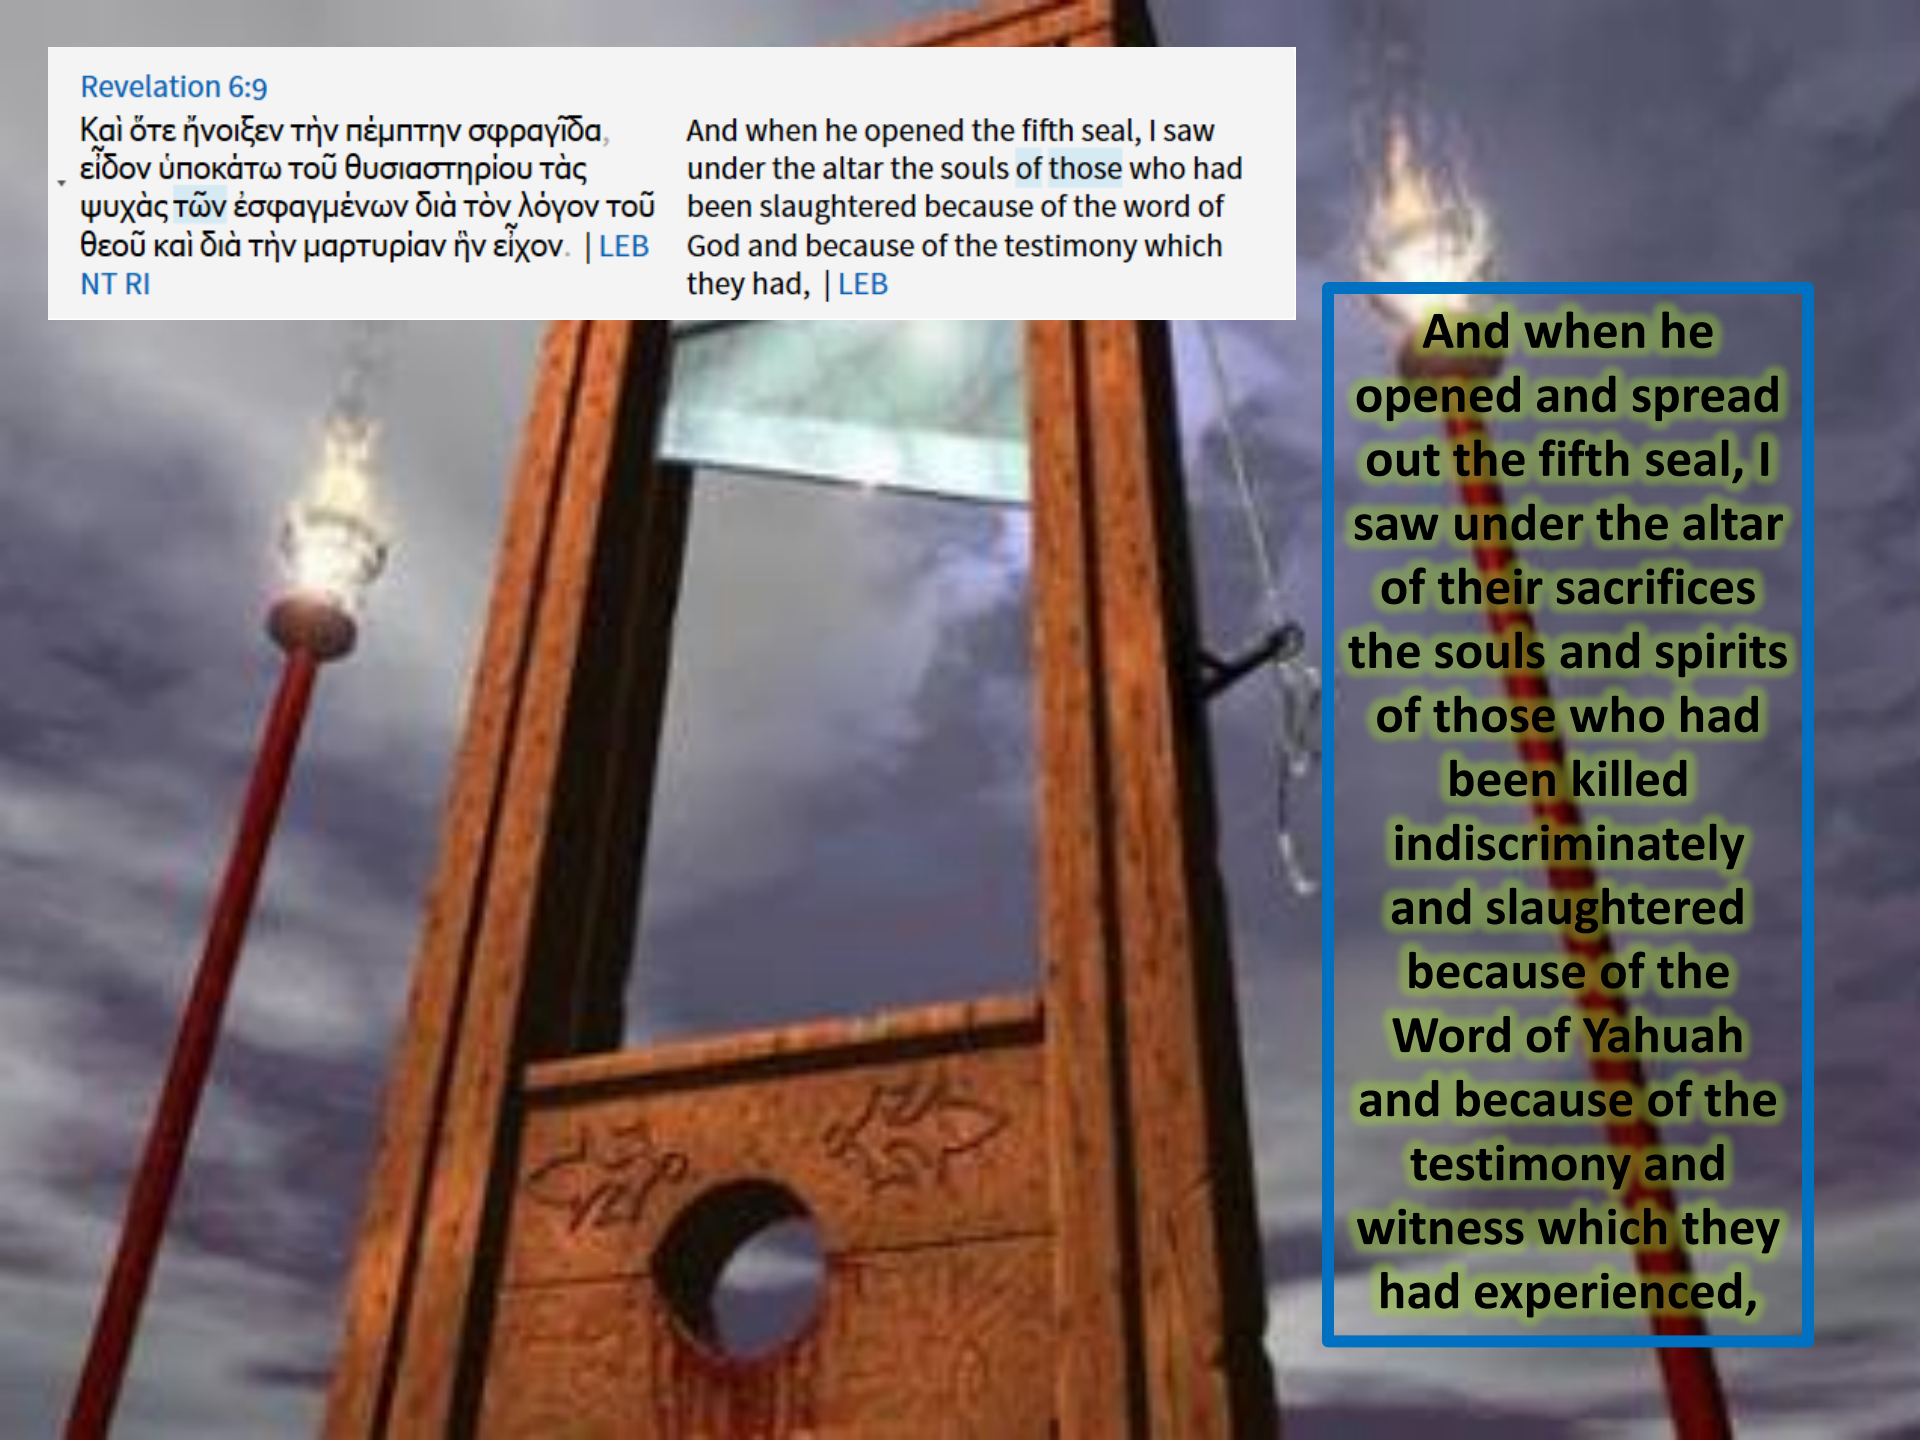 Revelation 6:9
Καὶ ὅτε ἤνοιξεν τὴν πέμπτην σφραγῖδα,
εἶδον ὑποκάτω τοῦ θυσιαστηρίου τὰς
ψυχὰς τῶν ἐσφαγμένων διὰ τὸν λόγον τοῦ
θεοῦ καὶ διὰ τὴν μαρτυρίαν ἣν εἶχον. | LEB
NT RI
And when he opened the fifth seal, I saw
under the altar the souls of those who had
been slaughtered because of the word of
God and because of the testimony which
they had, | LEB
And when he
opened and spread
out the fifth seal, I
saw under the altar
of their sacrifices
the souls and spirits
of those who had
been killed
indiscriminately
and slaughtered
because of the
Word of Yahuah
and because of the
testimony and
witness which they
had experienced,